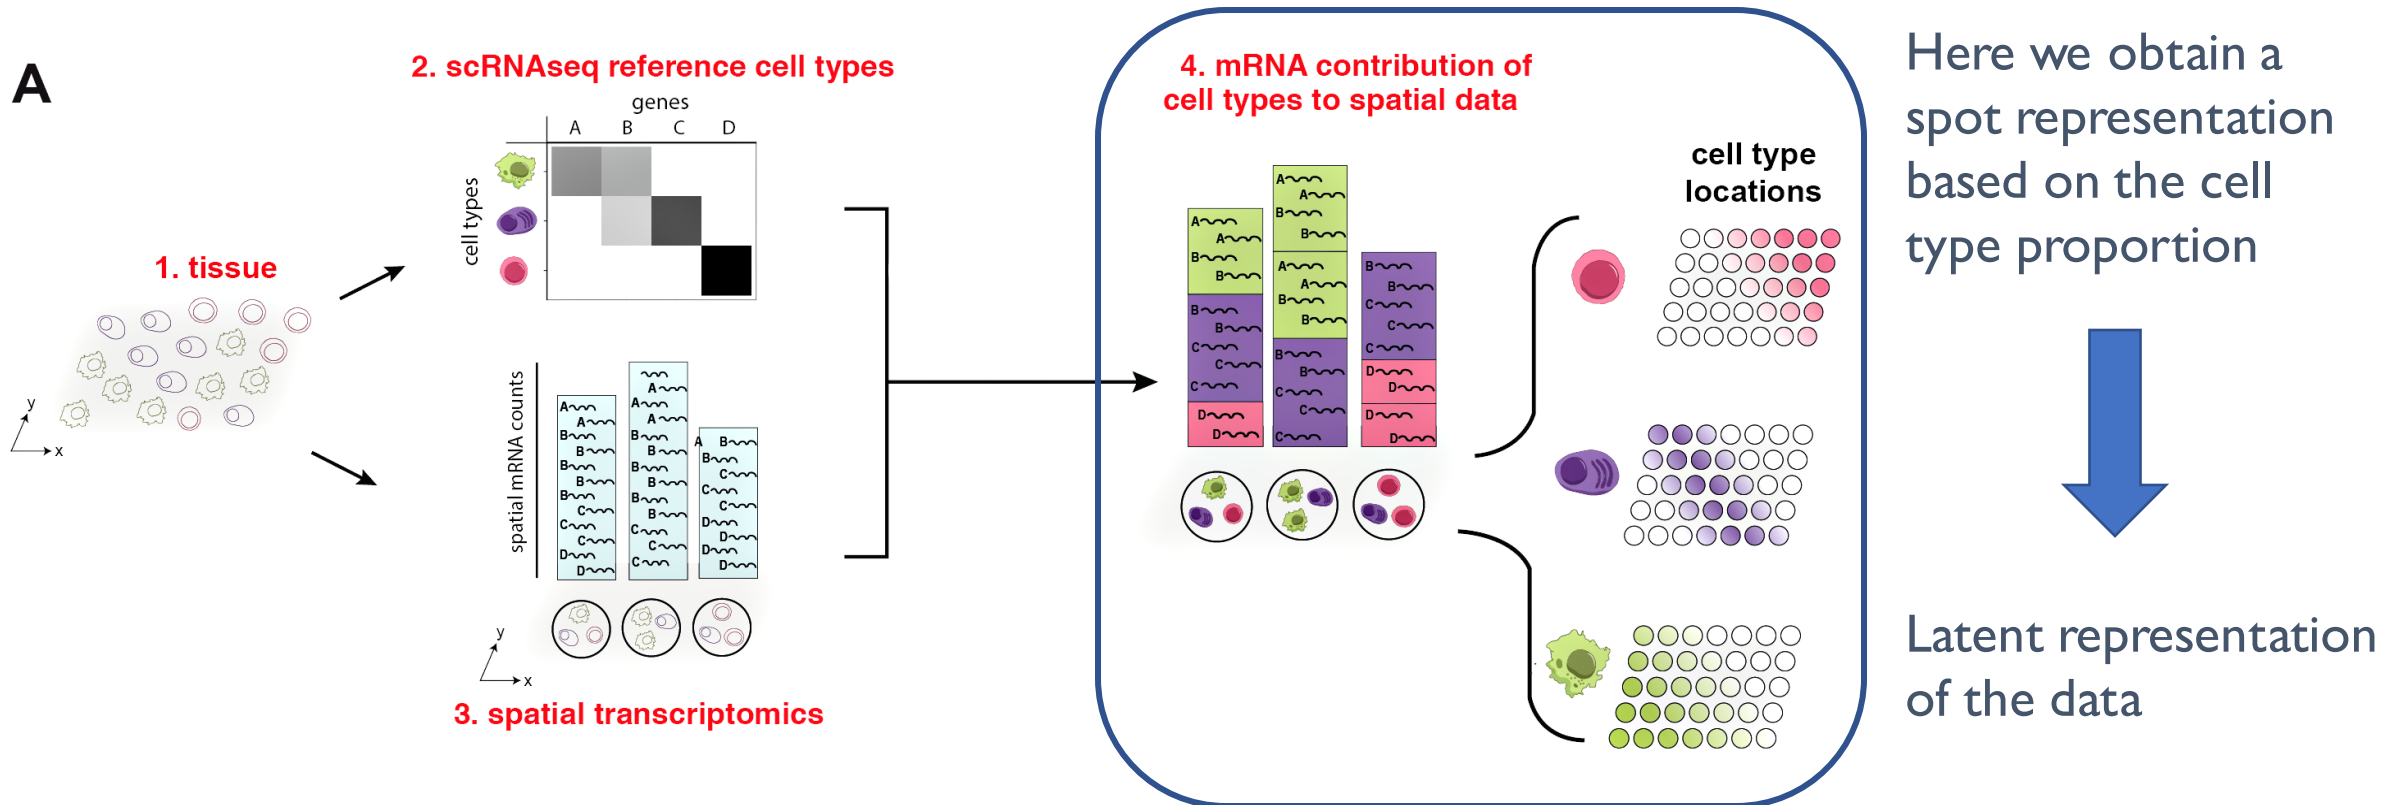 A
1. tissue
y
x
2. scRNAseq reference cell types
genes
A B C D
cell types
spatial mRNA counts
A
A
B
B
B
B
B
C
C
C
D
D
A
A
A
B
B
B
B
B
B
C
C
C
A B
B
C
C
C
D
D
D
D
y
x
3. spatial transcriptomics
4. mRNA contribution of
cell types to spatial data
A
A
B
B
B
B
C
C
C
D
D
A
A
B
B
A
A
B
B
B
B
C
C
C
B
B
C
C
C
D
D
D
D
cell type
locations
Here we obtain a
spot representation
based on the cell
type proportion
Latent representation
of the data